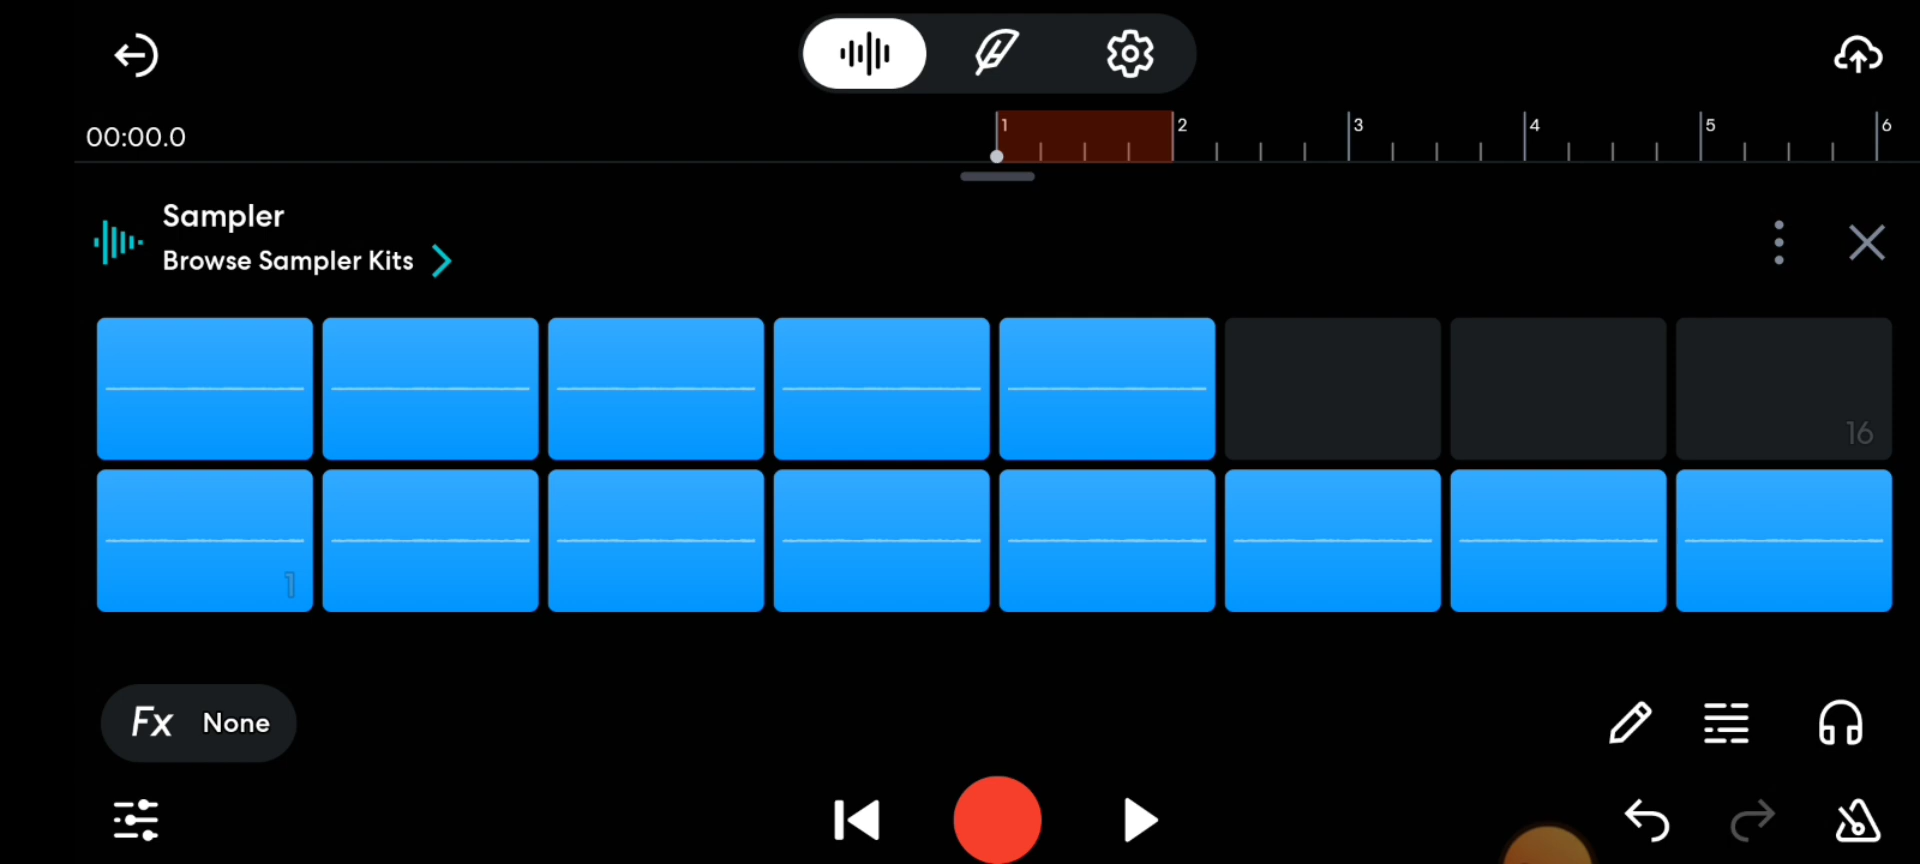 00:00.0
1 2 3 4 5 6
Sampler
Browse Sampler Kits
16
1
Fx None